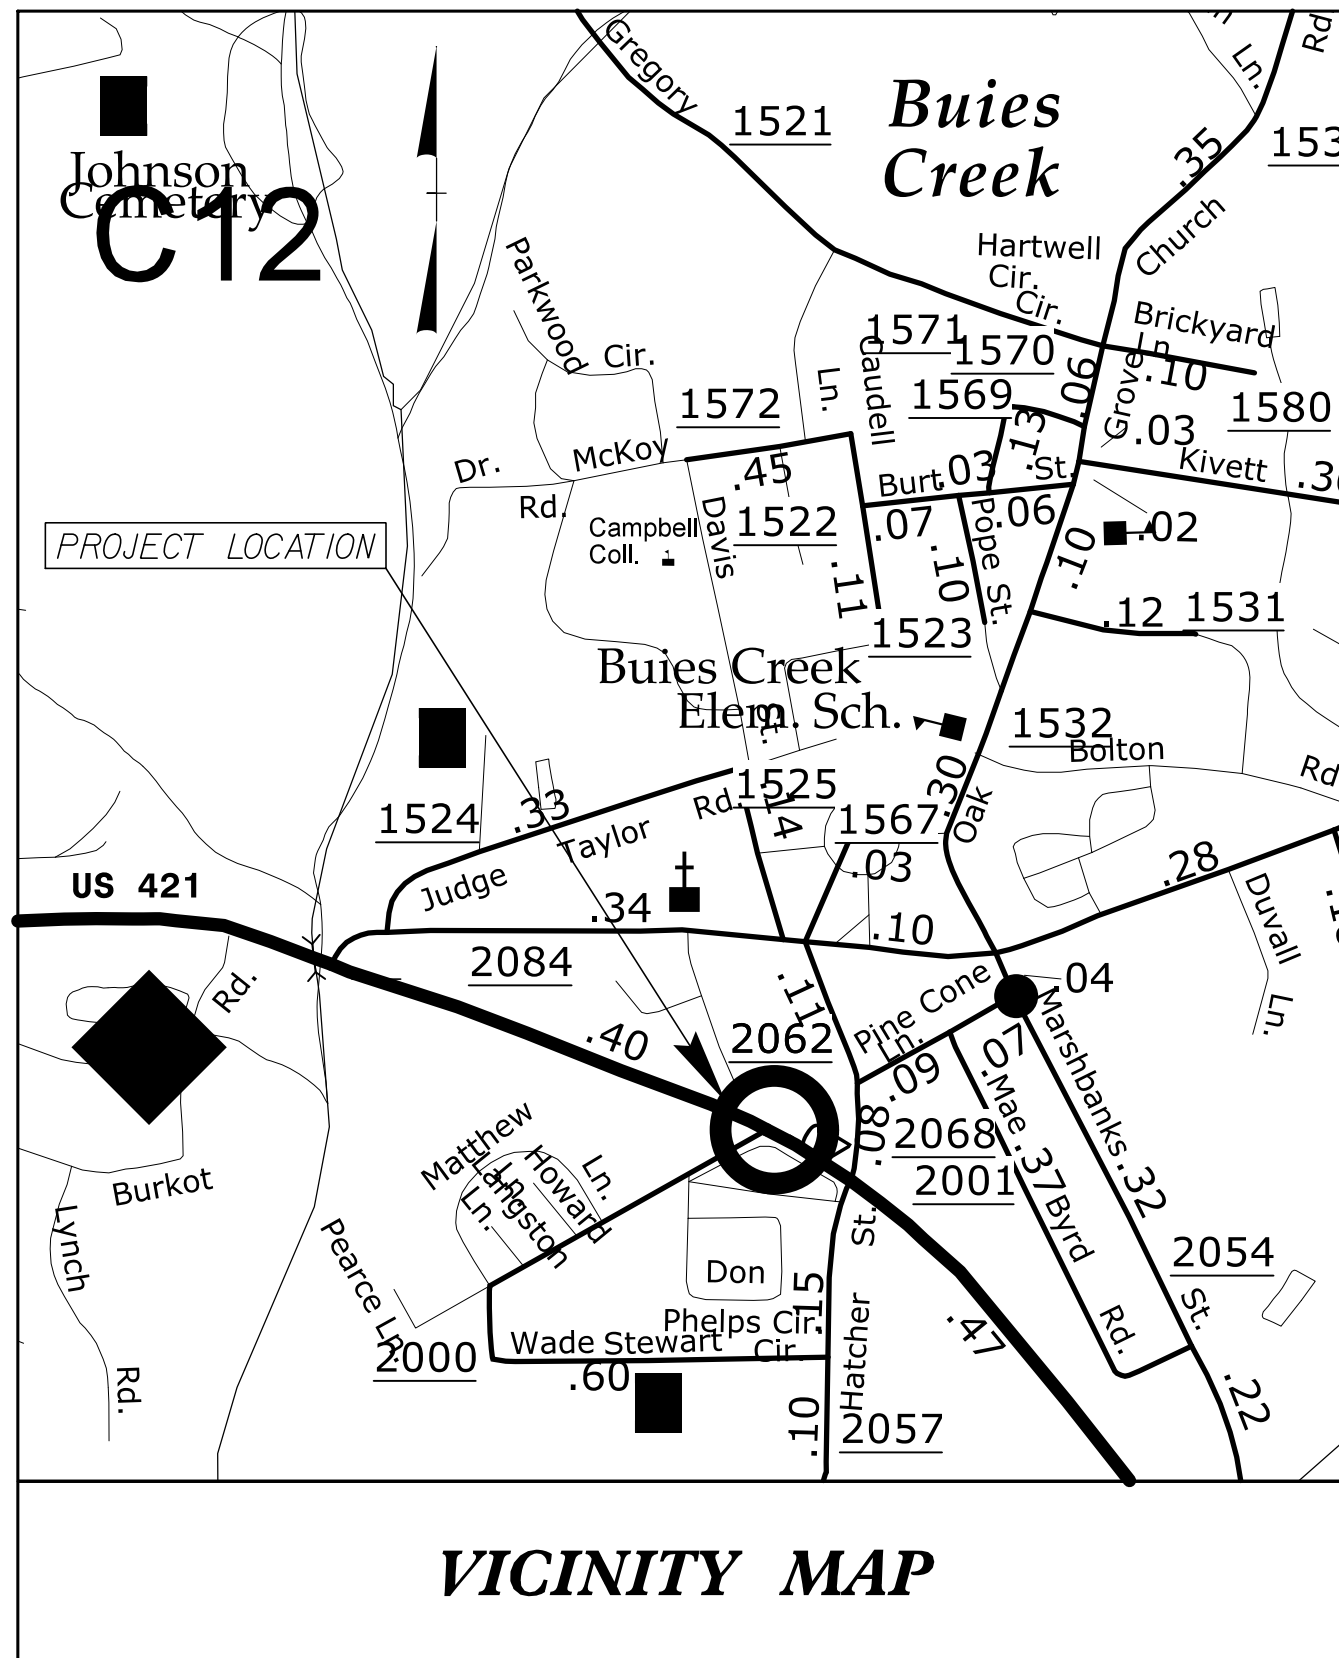 Gregory
Ln.
Rd
1521
Buies
Creek
153
.35
Johnson
Cemetery
C12
Church
Hartwell
Cir.
Cir.
Parkwood
Cir.
Brickyard
Ln
.10
1571
1570
.06
Caudell
Ln.
1569
.13
Grove
.03
1580
1572
McKoy
Dr.
Rd.
.45
Burt
.03
St.
Kivett
.3
PROJECT LOCATION
Campbell
Coll.
Davis
1522
.07
.06
.02
Pope St.
.10
.10
.11
.12
1531
1523
Buies Creek
Elem. Sch.
St.
1532
Bolton
Rd
1524
.33
Taylor
Judge
Rd.
1525
.14
.30
Oak
1567
.03
.28
Duvall
Ln.
US 421
.34
.10
2084
.11
Pine Cone
Ln.
.04
Rd.
.40
2062
.09
.07
Marshbanks
Mae
.37
Byrd
Rd.
.08
2068
2001
.32
Matthew
Ln.
Langston
Ln.
Howard
Ln.
Burkot
Lynch
Rd.
Pearce Ln.
2054
St.
Don
Phelps Cir.
.15
St.
Hatcher
Wade Stewart
Cir.
2000
.60
.47
.22
.10
2057
VICINITY MAP